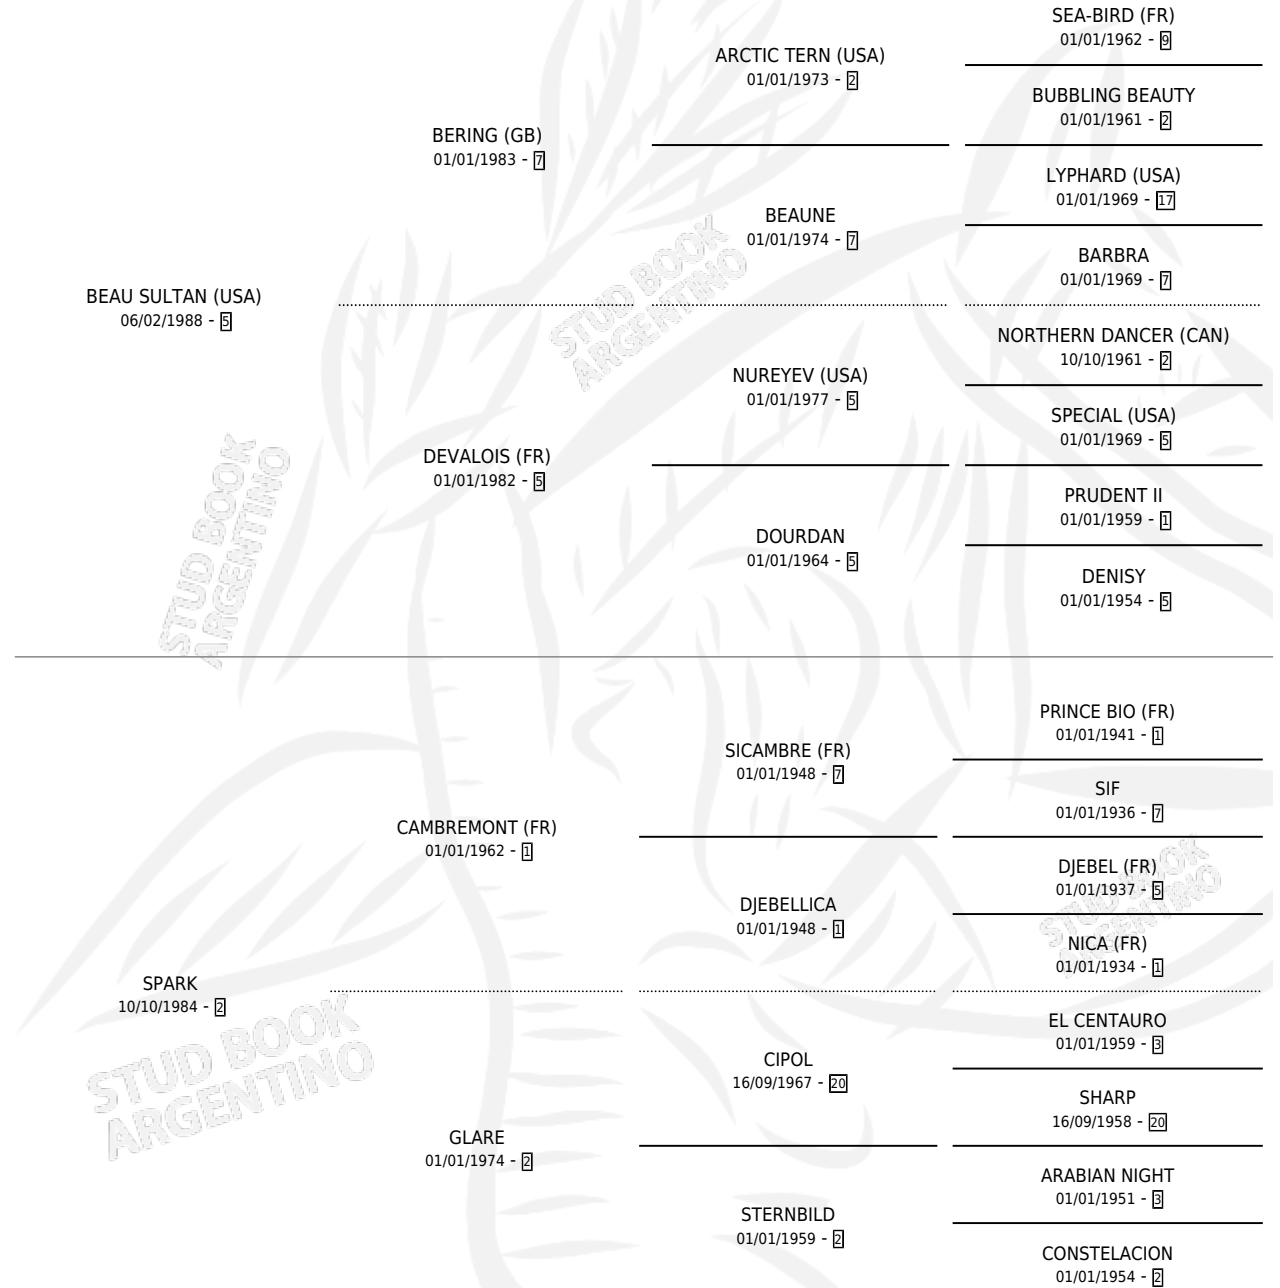 SEA-BIRD (FR)
01/01/1962 - 9
ARCTIC TERN (USA)
01/01/1973 - 2
BUBBLING BEAUTY
01/01/1961 - 2
BERING (GB)
01/01/1983 - 7
LYPHARD (USA)
01/01/1969 - 17
BEAUNE
01/01/1974 - 7
BARBRA
01/01/1969 - 7
BEAU SULTAN (USA)
06/02/1988 - 5
NORTHERN DANCER (CAN)
10/10/1961 - 2
NUREYEV (USA)
01/01/1977 - 5
SPECIAL (USA)
01/01/1969 - 5
DEVALOIS (FR)
01/01/1982 - 5
PRUDENT II
01/01/1959 - 1
DOURDAN
01/01/1964 - 5
DENISY
01/01/1954 - 5
STUD BOOK
ARGENTINO
STUD BOOK
ARGENTINO
PRINCE BIO (FR)
01/01/1941 - 1
SICAMBRE (FR)
01/01/1948 - 7
SIF
01/01/1936 - 7
CAMBREMONT (FR)
01/01/1962 - 1
DJEBEL (FR)
01/01/1937 - 5
DJEBELLICA
01/01/1948 - 1
NICA (FR)
01/01/1934 - 1
STUD BOOK
ARGENTINO
SPARK
10/10/1984 - 2
EL CENTAURO
01/01/1959 - 3
CIPOL
16/09/1967 - 20
SHARP
16/09/1958 - 20
STUD BOOK
ARGENTINO
GLARE
01/01/1974 - 2
ARABIAN NIGHT
01/01/1951 - 3
STERNBILD
01/01/1959 - 2
CONSTELACION
01/01/1954 - 2